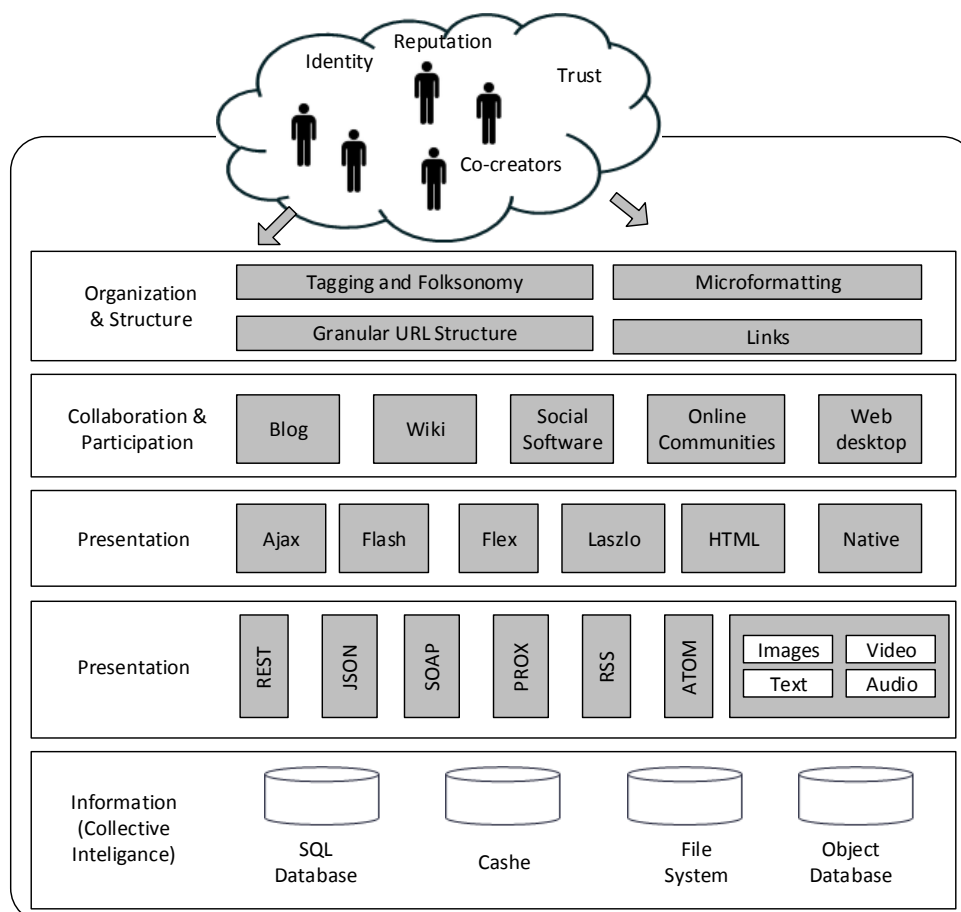 Reputation
Identity
Trust
Co-creators
Organization
& Structure
Tagging and Folksonomy
Microformatting
Granular URL Structure
Links
Collaboration &
Participation
Blog
Wiki
Social
Software
Online
Communities
Web
desktop
Presentation
Ajax
Flash
Flex
Laszlo
HTML
Native
Presentation
REST
JSON
SOAP
PROX
RSS
ATOM
Images
Video
Text
Audio
Information
(Collective
Inteligance)
SQL
Database
Cashe
File
System
Object
Database